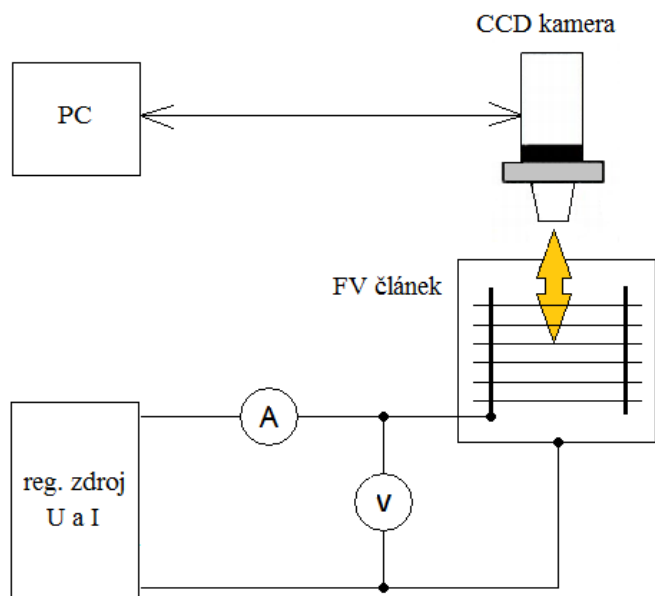 CCD kamera
PC
FV článek
A
reg. zdroj
U a I
v